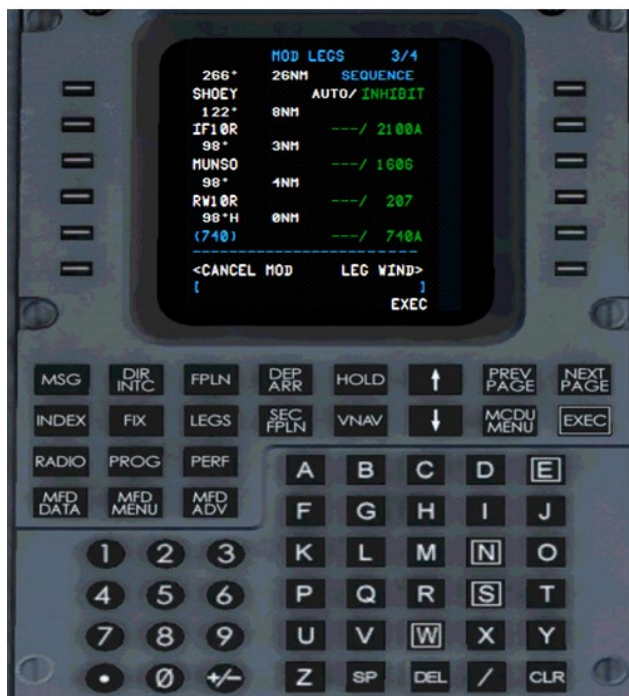 MOD LEGS 3/4
266° 26NM SEQUENCE
SHOEY AUTO/ INHIBIT
122° 8NM
IF10R ---/ 2100A
98° 3NM
MUNSO ---/ 1606
98° 4NM
RW10R ---/ 207
98°H 0NM
(740) ---/ 740A
--------------------------
<CANCEL MOD LEG WIND>
[ ]
EXEC
MSG DIR INTC FPLN DEP ARR HOLD ↑ PREV PAGE NEXT PAGE
INDEX FIX LEGS SEC FPLN VNAV ↓ MCDU MENU EXEC
RADIO PROG PERF
MFD DATA MFD MENU MFD ADV
A B C D E
F G H I J
1 2 3 K L M N O
4 5 6 P Q R S T
7 8 9 U V W X Y
• Ø +/− Z SP DEL / CLR